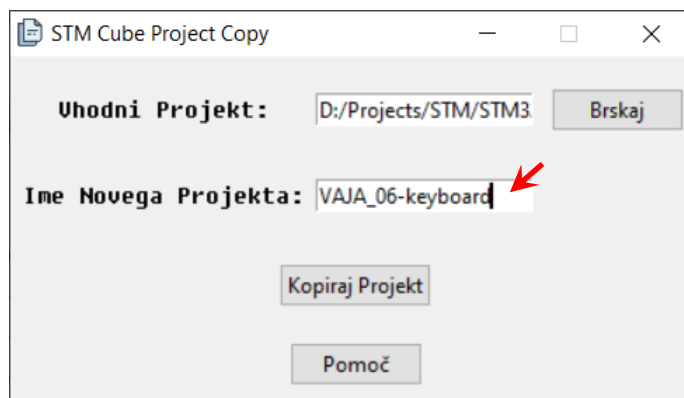 STM Cube Project Copy
Vhodni Projekt: D:/Projects/STM/STM3 Brskaj
Ime Novega Projekta: VAJA_06-keyboard
Kopiraj Projekt
Pomoč